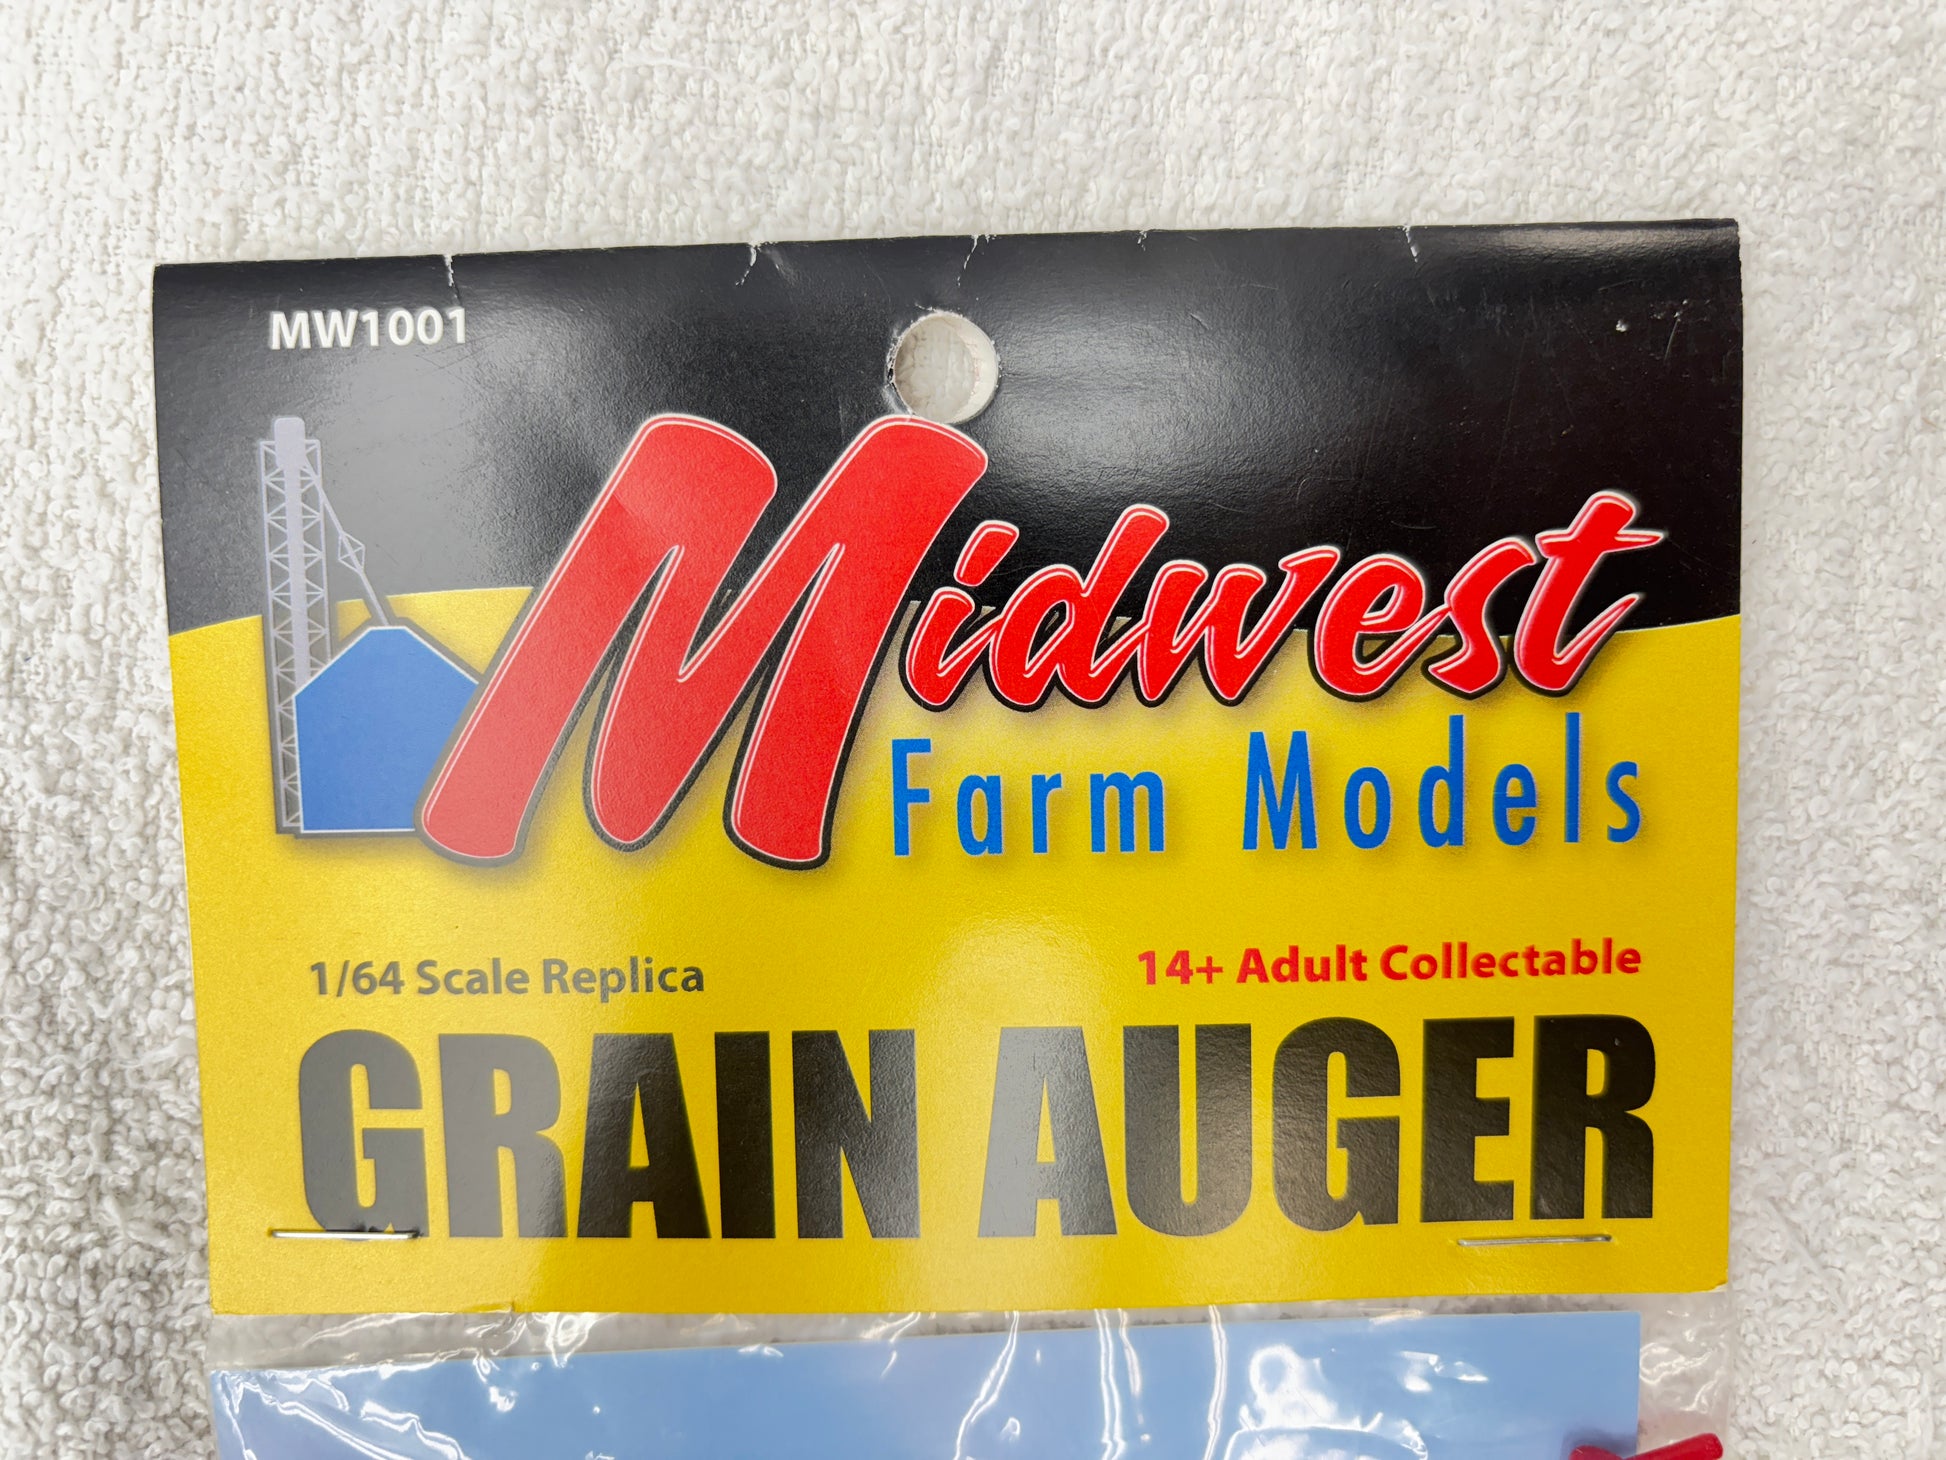 MW1001
Midwest
Farm Models
1/64 Scale Replica
14+ Adult Collectable
GRAIN AUGER